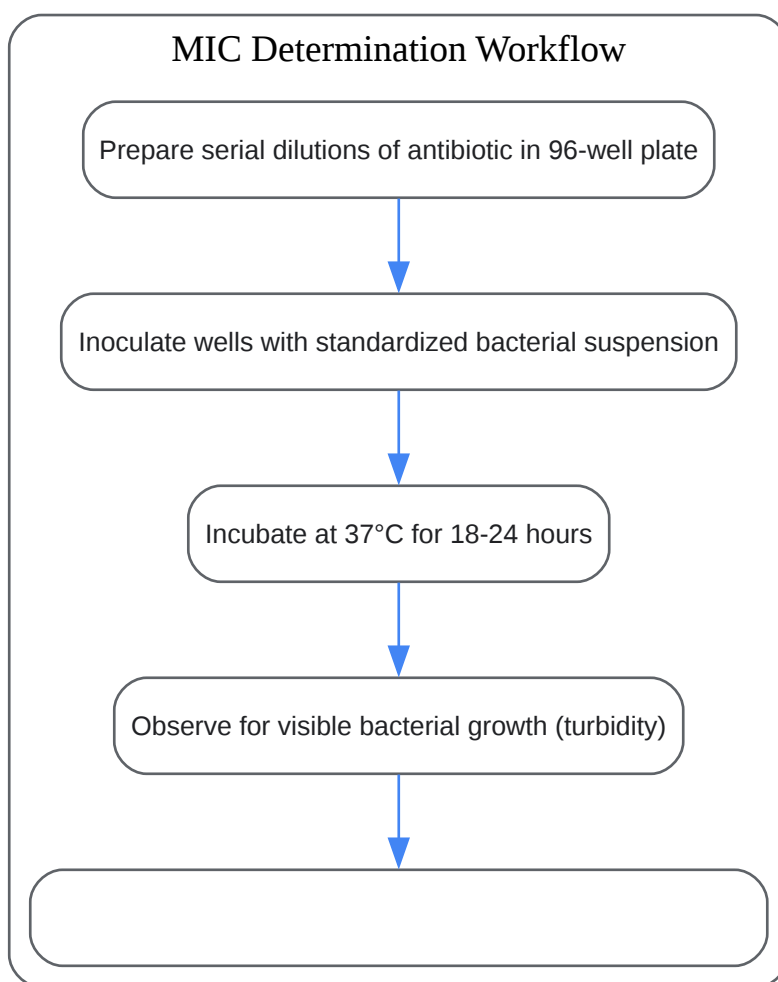 MIC Determination Workflow
Prepare serial dilutions of antibiotic in 96-well plate
Inoculate wells with standardized bacterial suspension
Incubate at 37°C for 18-24 hours
Observe for visible bacterial growth (turbidity)